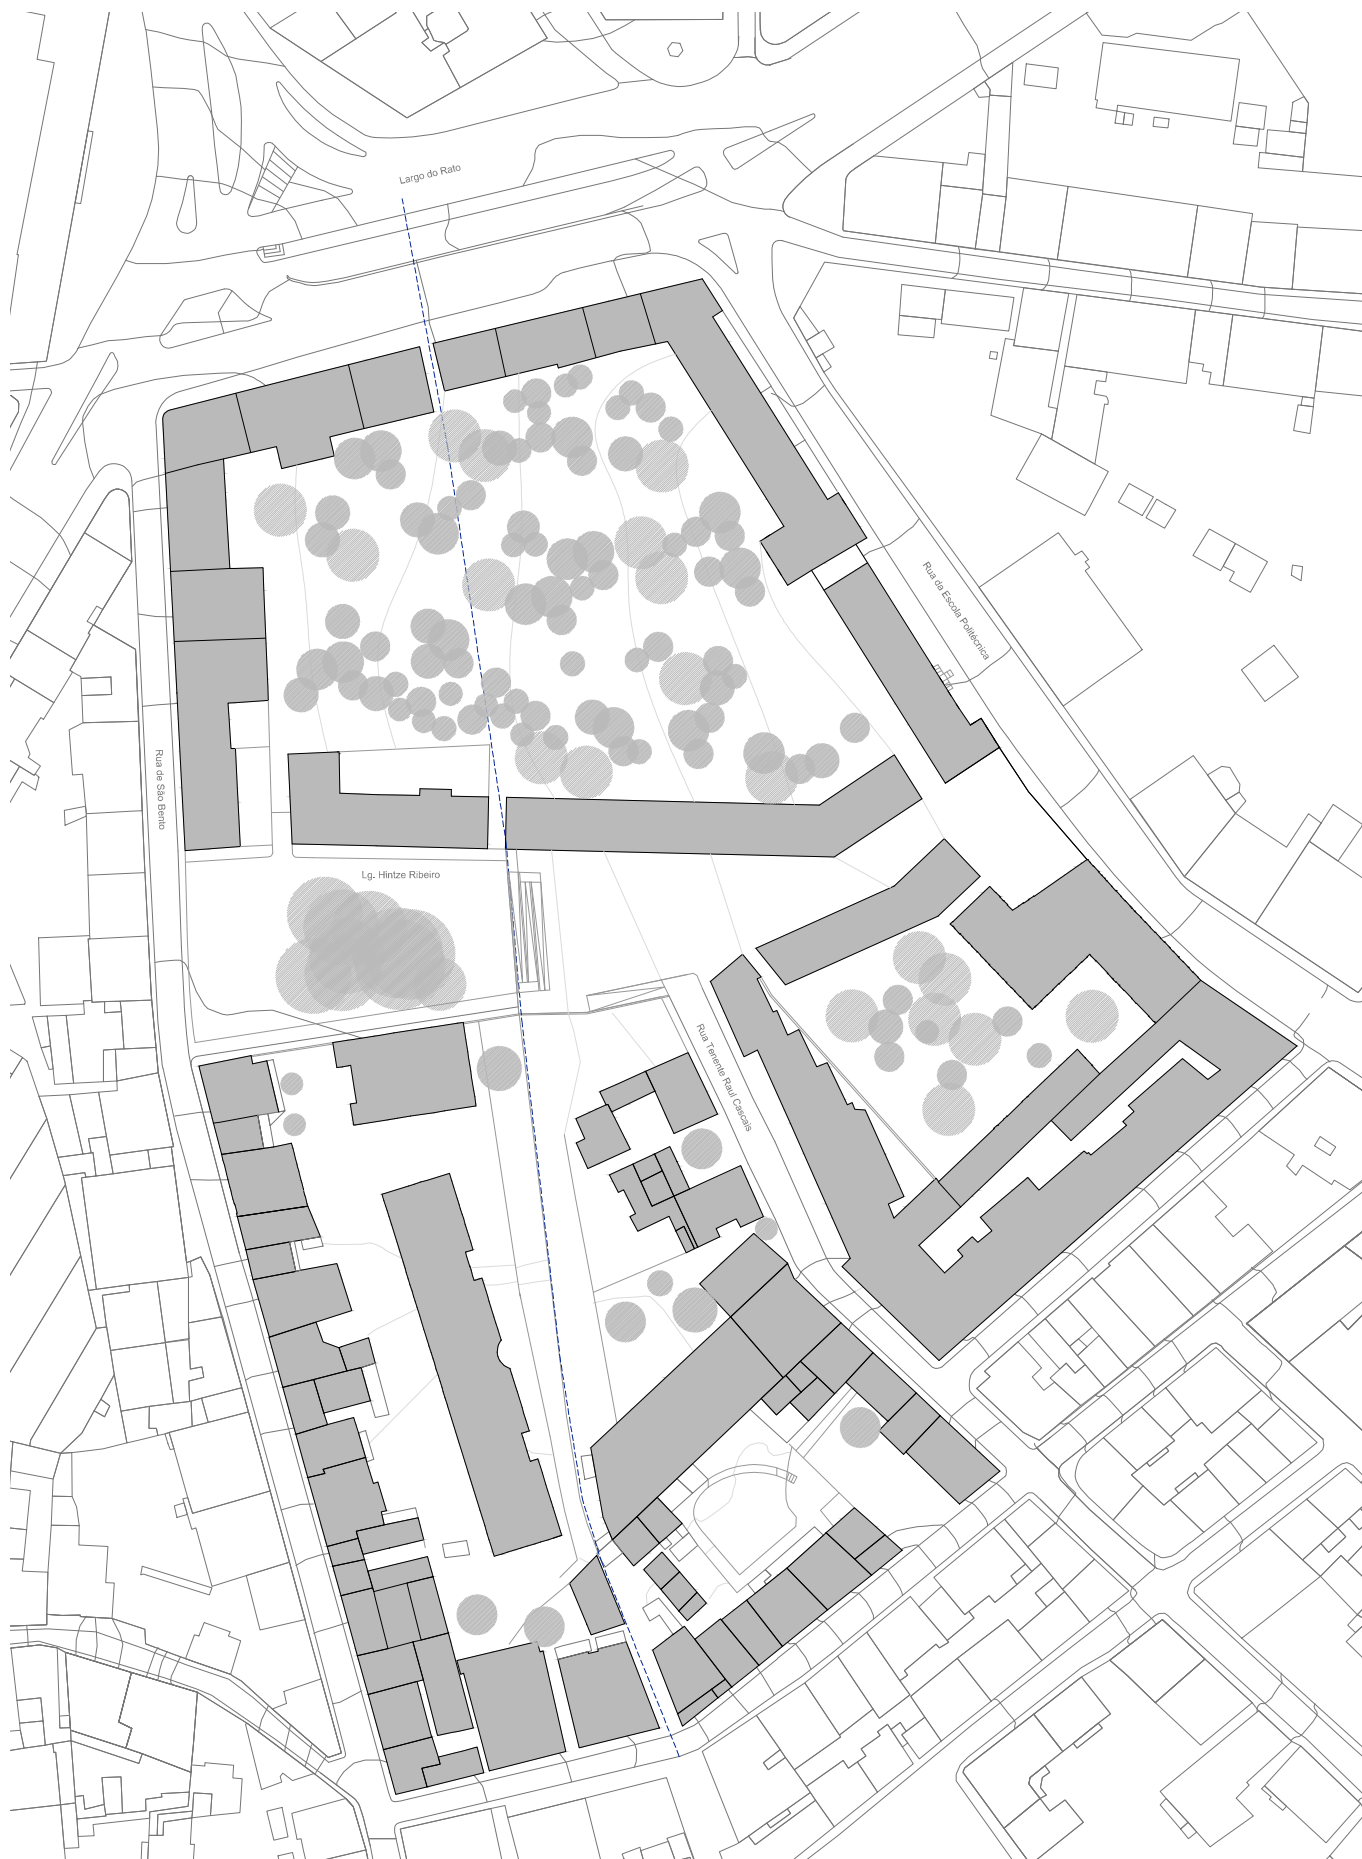 Largo do Rato
Rua da Escola Politécnica
Rua de São Bento
Lg. Hintze Ribeiro
Rua Tenente Raul Cascais